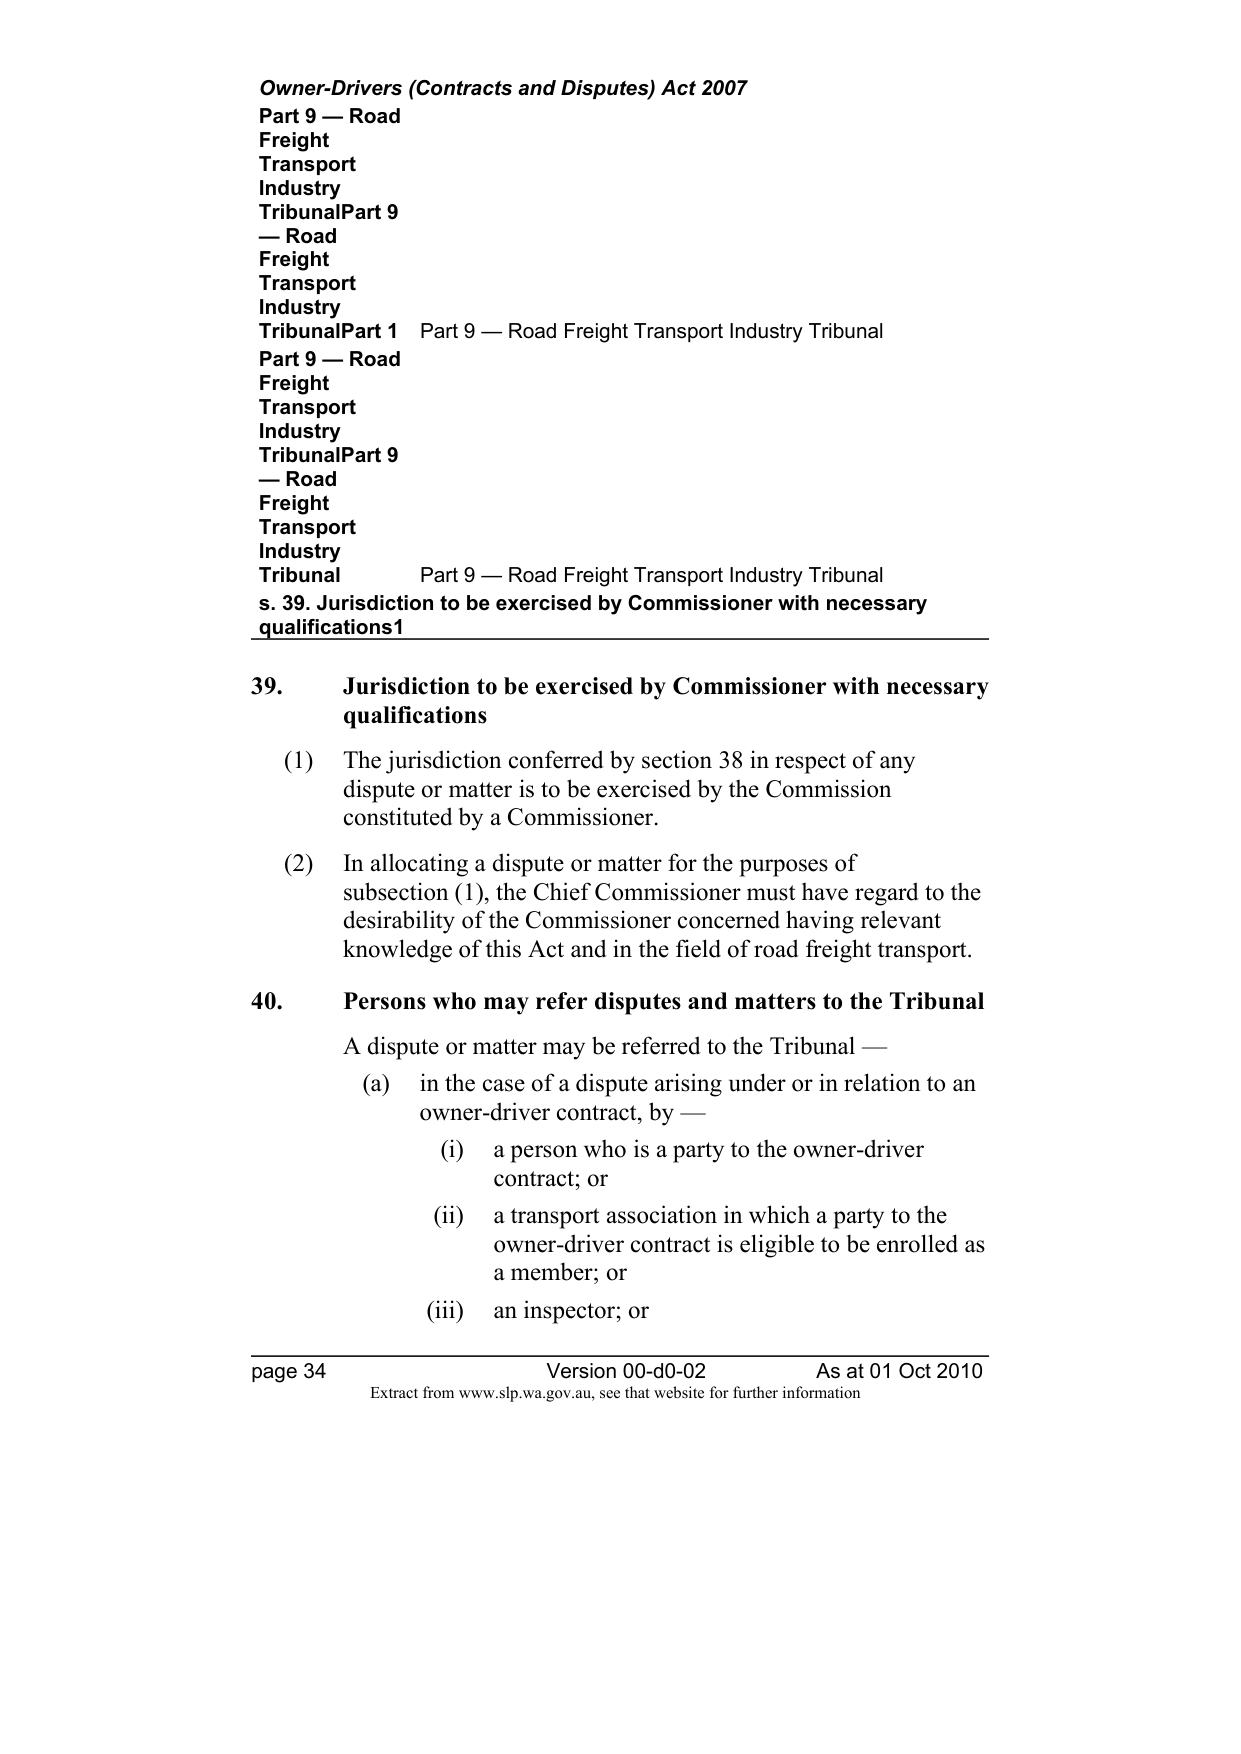 Owner-Drivers (Contracts and Disputes) Act 2007
Part 9 — Road
Freight
Transport
Industry
TribunalPart 9
— Road
Freight
Transport
Industry
TribunalPart 1 Part 9 — Road Freight Transport Industry Tribunal
Part 9 — Road
Freight
Transport
Industry
TribunalPart 9
— Road
Freight
Transport
Industry
Tribunal Part 9 — Road Freight Transport Industry Tribunal
s. 39. Jurisdiction to be exercised by Commissioner with necessary
qualifications1
39. Jurisdiction to be exercised by Commissioner with necessary
qualifications
(1) The jurisdiction conferred by section 38 in respect of any
dispute or matter is to be exercised by the Commission
constituted by a Commissioner.
(2) In allocating a dispute or matter for the purposes of
subsection (1), the Chief Commissioner must have regard to the
desirability of the Commissioner concerned having relevant
knowledge of this Act and in the field of road freight transport.
40. Persons who may refer disputes and matters to the Tribunal
A dispute or matter may be referred to the Tribunal —
(a) in the case of a dispute arising under or in relation to an
owner-driver contract, by —
(i) a person who is a party to the owner-driver
contract; or
(ii) a transport association in which a party to the
owner-driver contract is eligible to be enrolled as
a member; or
(iii) an inspector; or
page 34 Version 00-d0-02 As at 01 Oct 2010
Extract from www.slp.wa.gov.au, see that website for further information